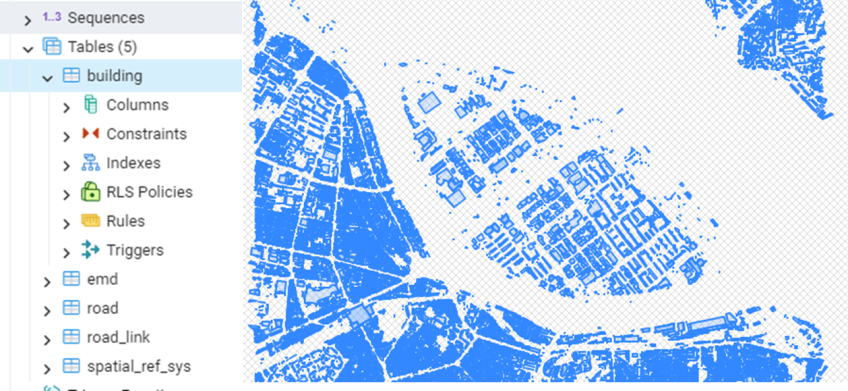 1..3 Sequences
Tables (5)
building
Columns
Constraints
Indexes
RLS Policies
Rules
Triggers
emd
road
road_link
spatial_ref_sys